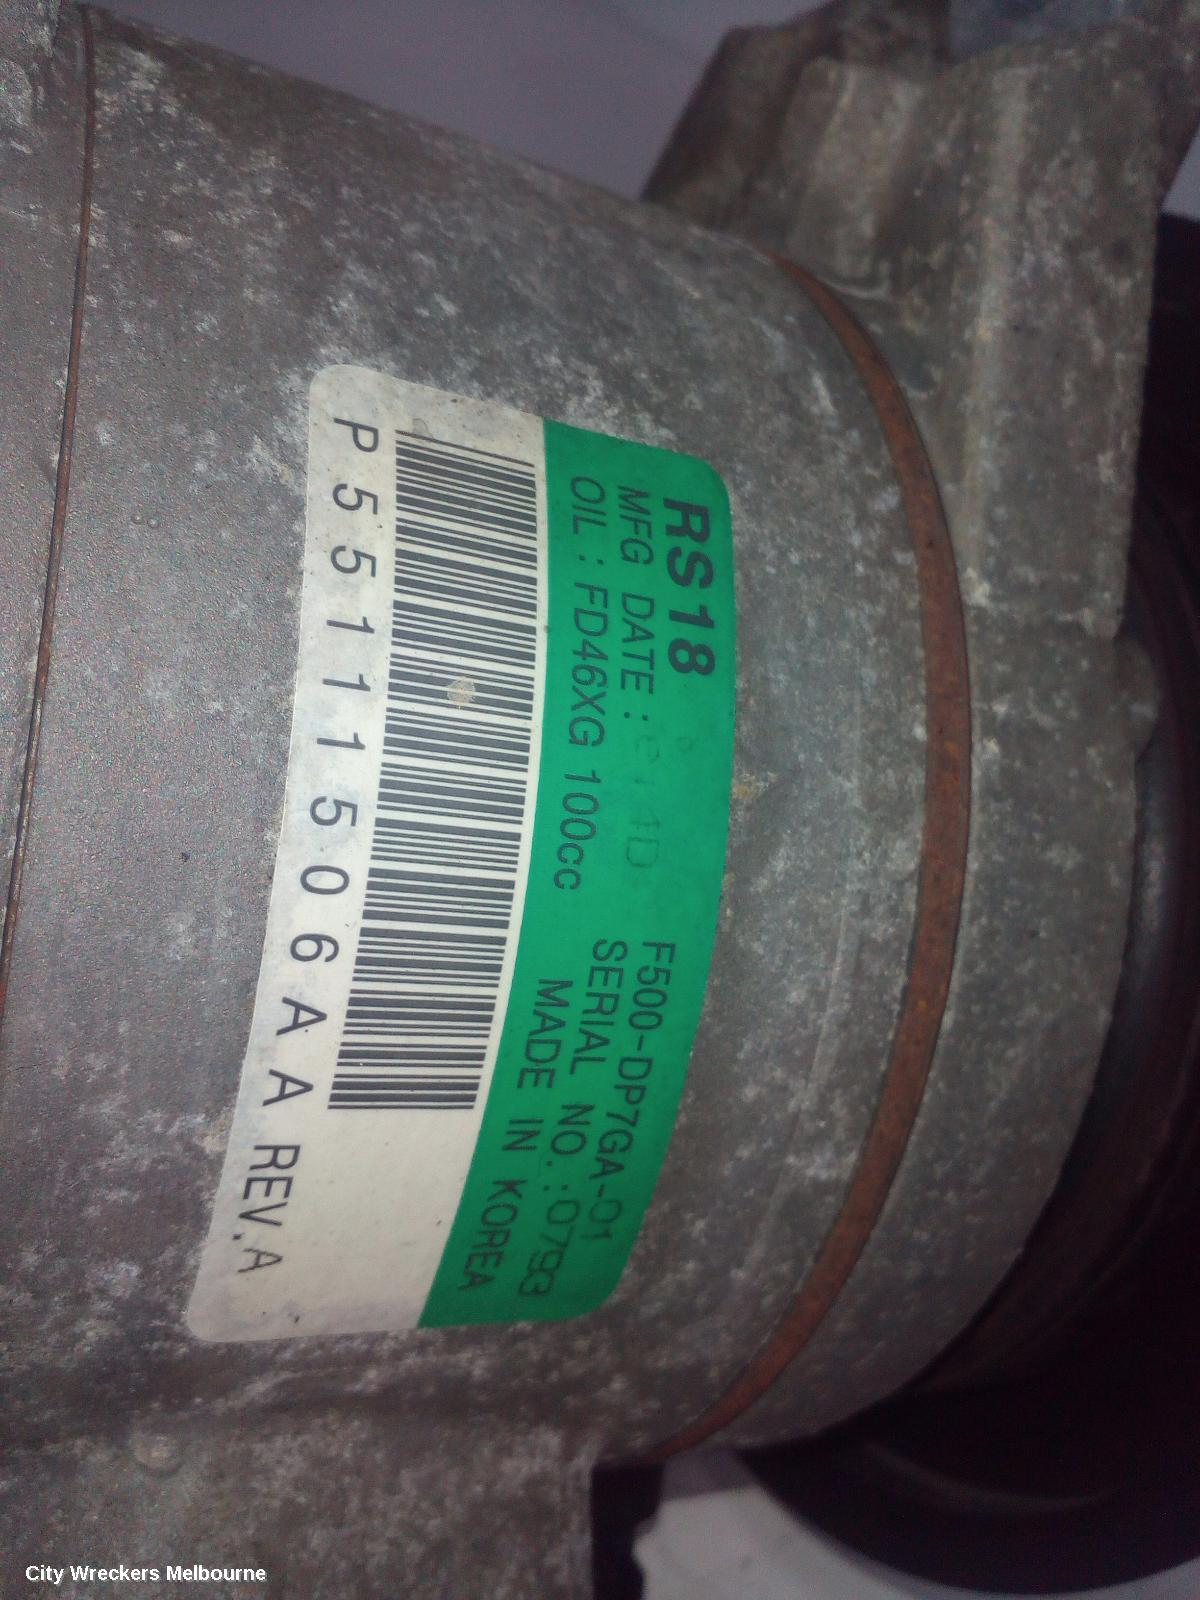 RS18
MFG DATE : F500-DP7GA-01
OIL : FD46XG 100cc SERIAL NO.: 07993
MADE IN KOREA
P55111506AA REV.A
City Wreckers Melbourne